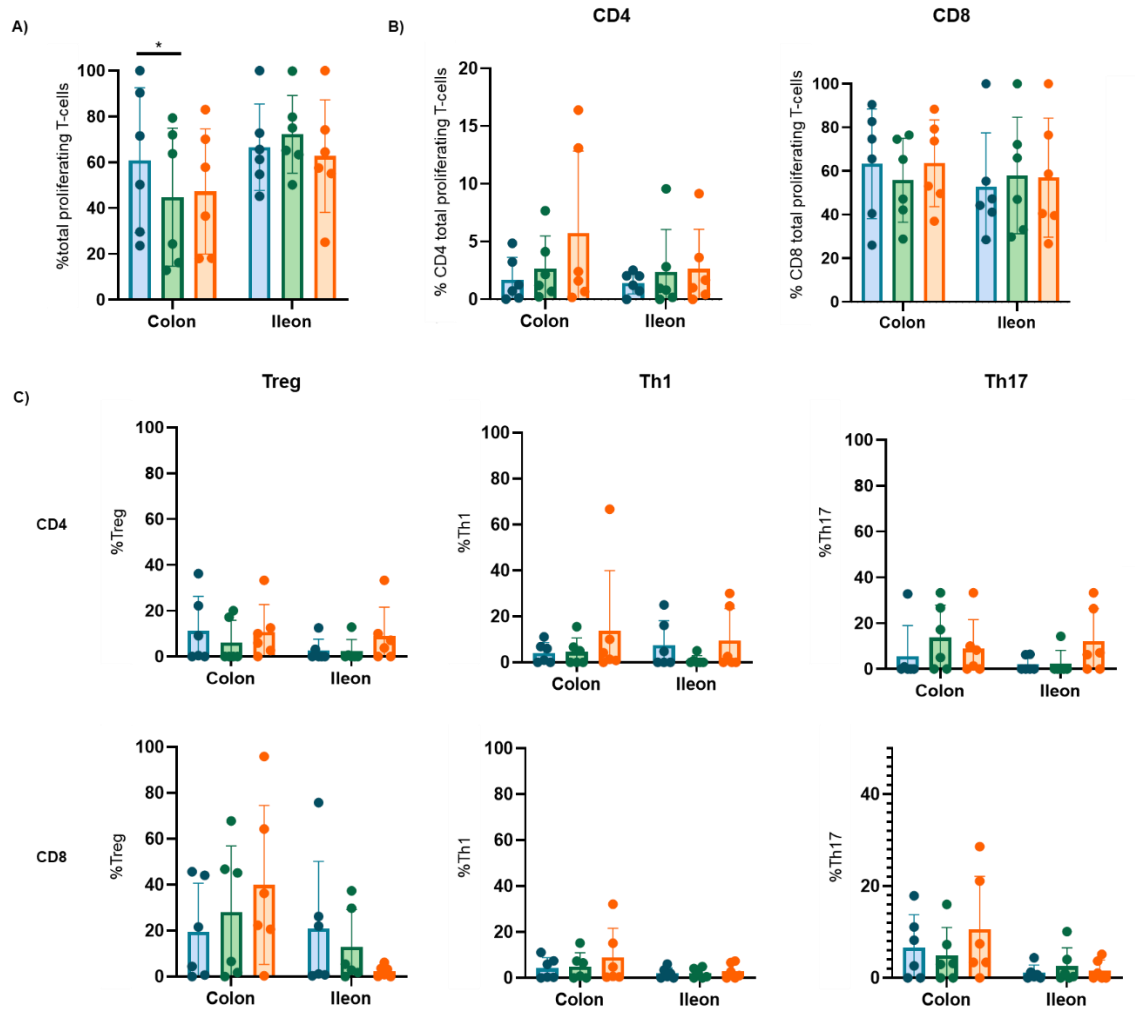 A)
*
%total proliferating T-cells
100
80
60
40
20
0
Colon
Ileon
B)
CD4
% CD4 total proliferating T-cells
20
15
10
5
0
Colon
Ileon
CD8
% CD8 total proliferating T-cells
100
80
60
40
20
0
Colon
Ileon
C)
Treg
Th1
Th17
CD4
%Treg
100
80
60
40
20
0
Colon
Ileon
%Th1
100
80
60
40
20
0
Colon
Ileon
%Th17
100
80
60
40
20
0
Colon
Ileon
CD8
%Treg
100
80
60
40
20
0
Colon
Ileon
%Th1
100
80
60
40
20
0
Colon
Ileon
%Th17
40
20
0
Colon
Ileon